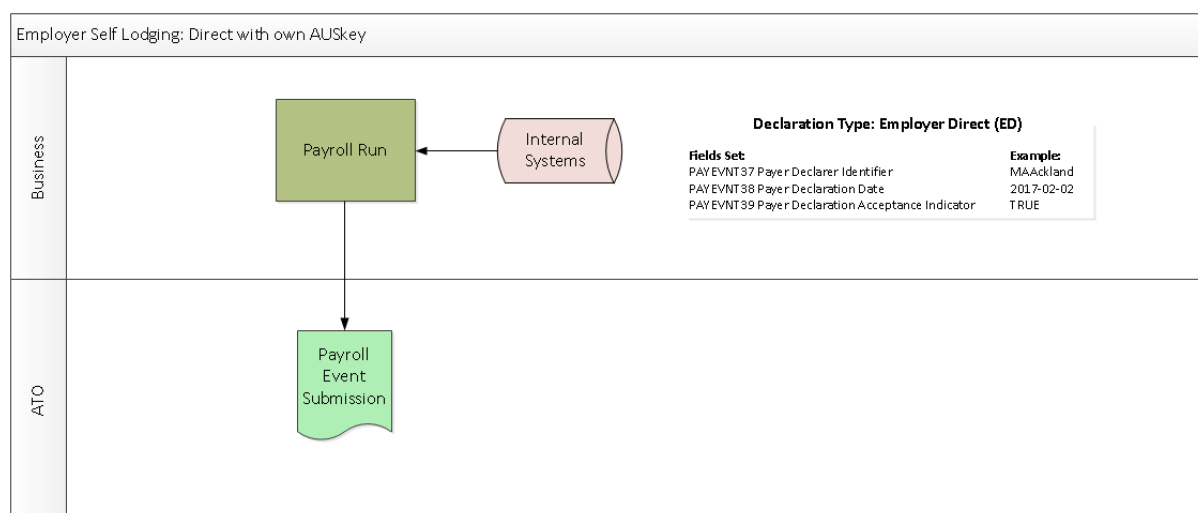 Employer Self Lodging: Direct with own AUSkey
Business
Payroll Run
Internal
Systems
Declaration Type: Employer Direct (ED)
Fields Set: Example:
PAYEVNT37 Payer Declarer Identifier MAAckland
PAYEVNT38 Payer Declaration Date 2017-02-02
PAYEVNT39 Payer Declaration Acceptance Indicator TRUE
ATO
Payroll
Event
Submission